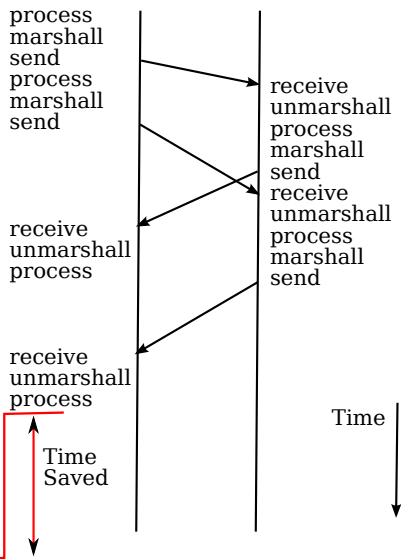 process
marshall
send
process
marshall
send
receive
unmarshall
process
marshall
send
receive
unmarshall
process
marshall
send
receive
unmarshall
process
receive
unmarshall
process
Time
Saved
Time